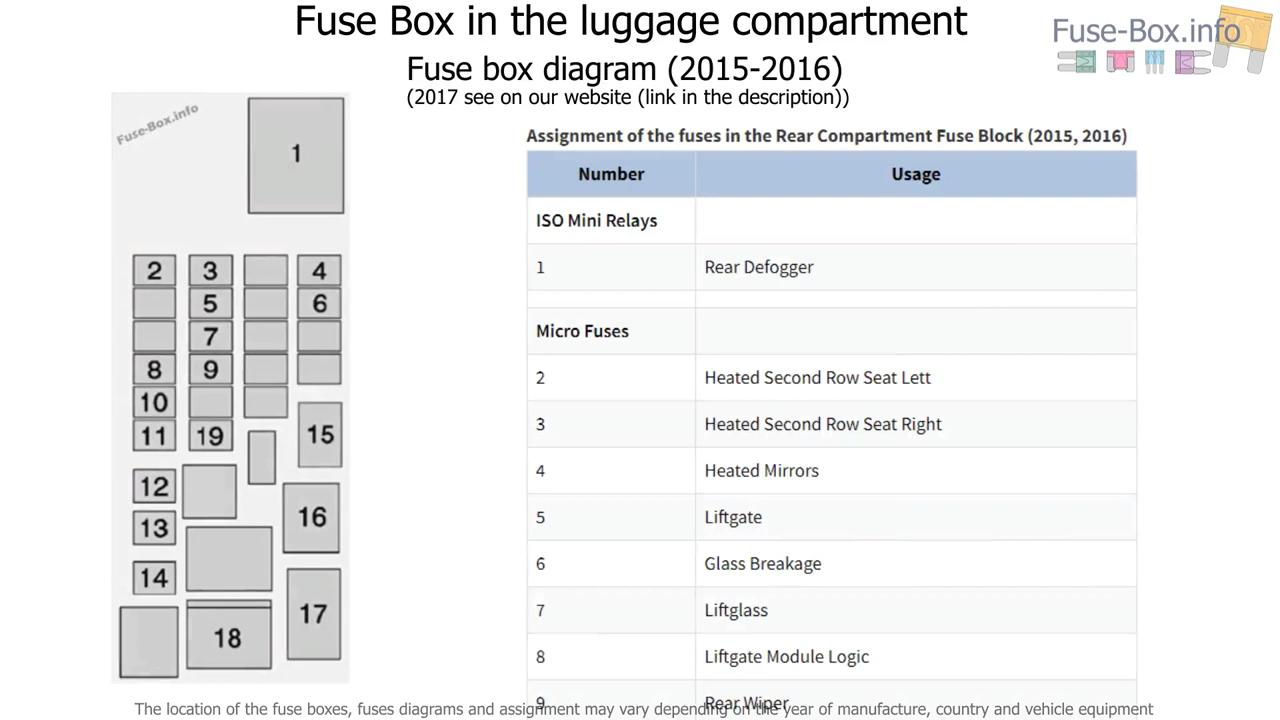 Fuse Box in the luggage compartment
Fuse-Box.info
Fuse box diagram (2015-2016)
(2017 see on our website (link in the description))
Fuse-Box.info
1
2 3 4
5 6
7
8 9
10
11 19 15
12
16
13
14
17
18
Assignment of the fuses in the Rear Compartment Fuse Block (2015, 2016)
Number Usage
ISO Mini Relays
1 Rear Defogger
Micro Fuses
2 Heated Second Row Seat Lett
3 Heated Second Row Seat Right
4 Heated Mirrors
5 Liftgate
6 Glass Breakage
7 Liftglass
8 Liftgate Module Logic
9 Rear Wiper
The location of the fuse boxes, fuses diagrams and assignment may vary depending on the year of manufacture, country and vehicle equipment